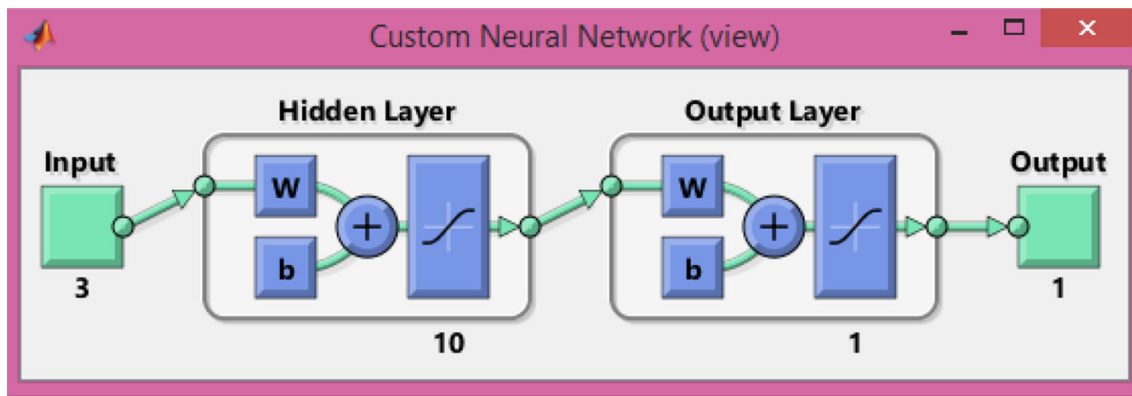 Custom Neural Network (view)
Hidden Layer
Output Layer
Input
Output
W
W
b
b
3
1
10
1